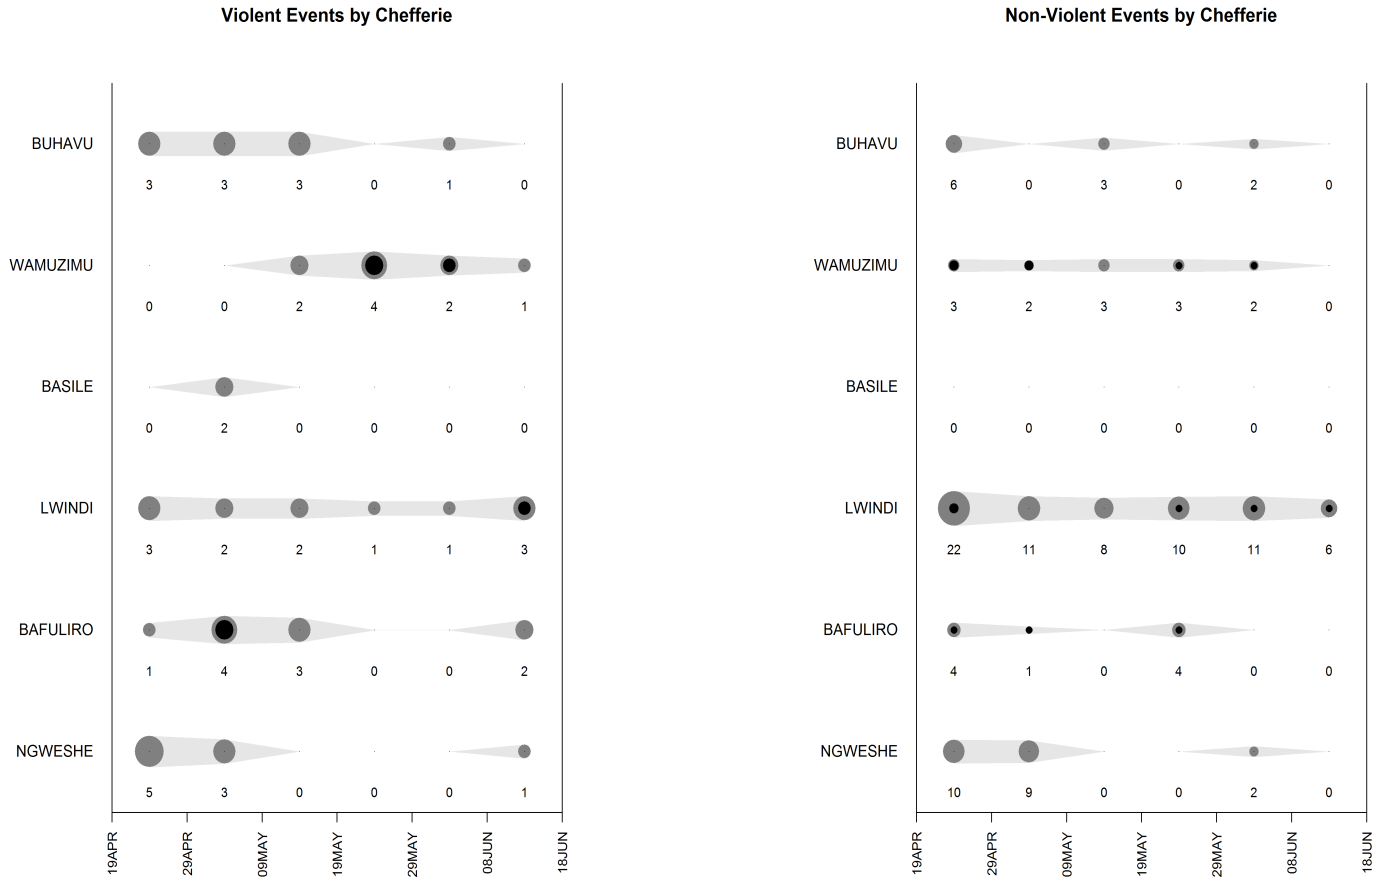 Violent Events by Chefferie
BUHAVU
3 3 3 0 1 0
WAMUZIMU
0 0 2 4 2 1
BASILE
0 2 0 0 0 0
LWINDI
3 2 2 1 1 3
BAFULIRO
1 4 3 0 0 2
NGWESHE
5 3 0 0 0 1
19APR 29APR 09MAY 19MAY 29MAY 08JUN 18JUN
Non-Violent Events by Chefferie
BUHAVU
6 0 3 0 2 0
WAMUZIMU
3 2 3 3 2 0
BASILE
0 0 0 0 0 0
LWINDI
22 11 8 10 11 6
BAFULIRO
4 1 0 4 0 0
NGWESHE
10 9 0 0 2 0
19APR 29APR 09MAY 19MAY 29MAY 08JUN 18JUN